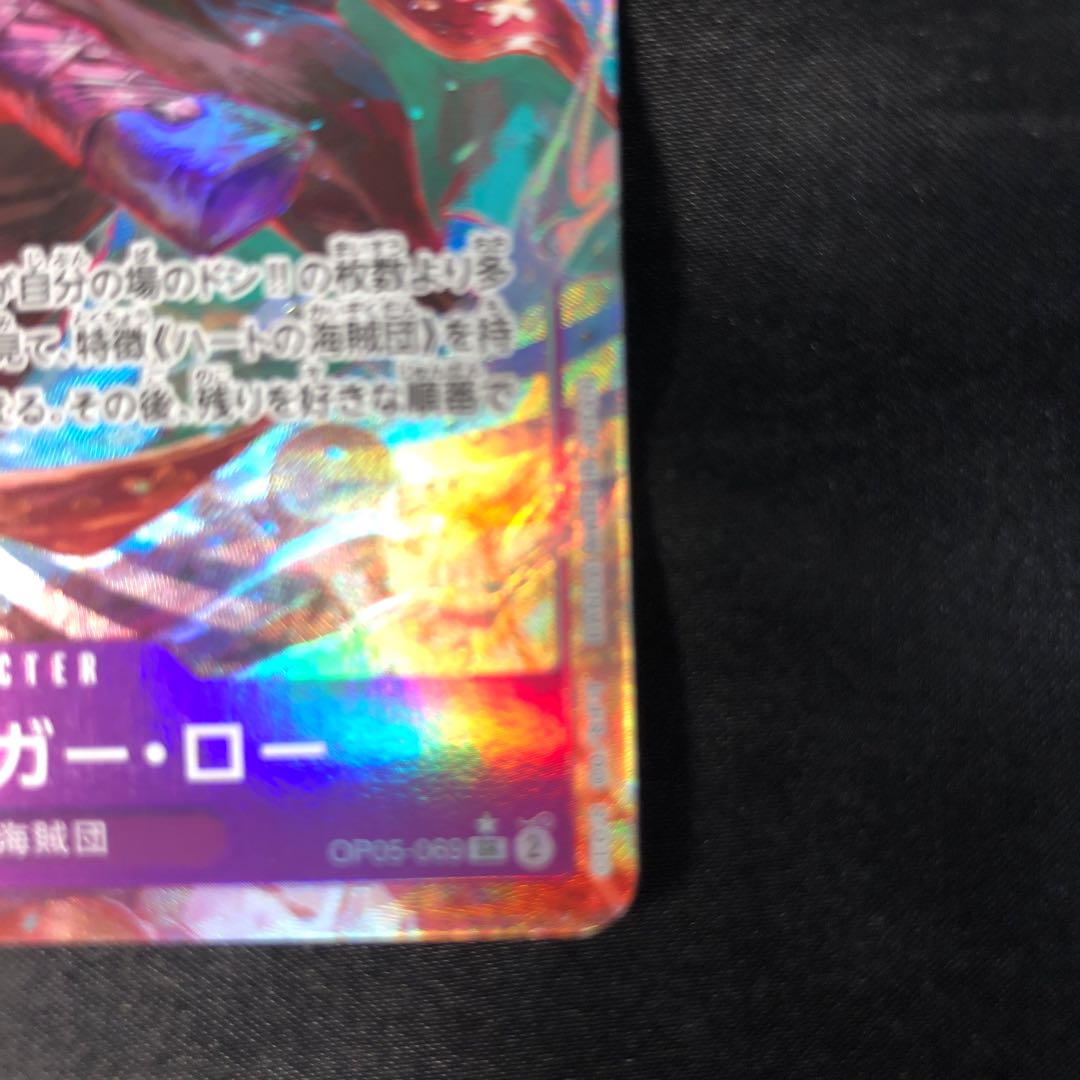 が自分の場のドン!!の枚数より多
見て、特徴《ハートの海賊団》を持
える。その後、残りを好きな順番で
CTER
ガー・ロー
海賊団
OP05-069 SR 2